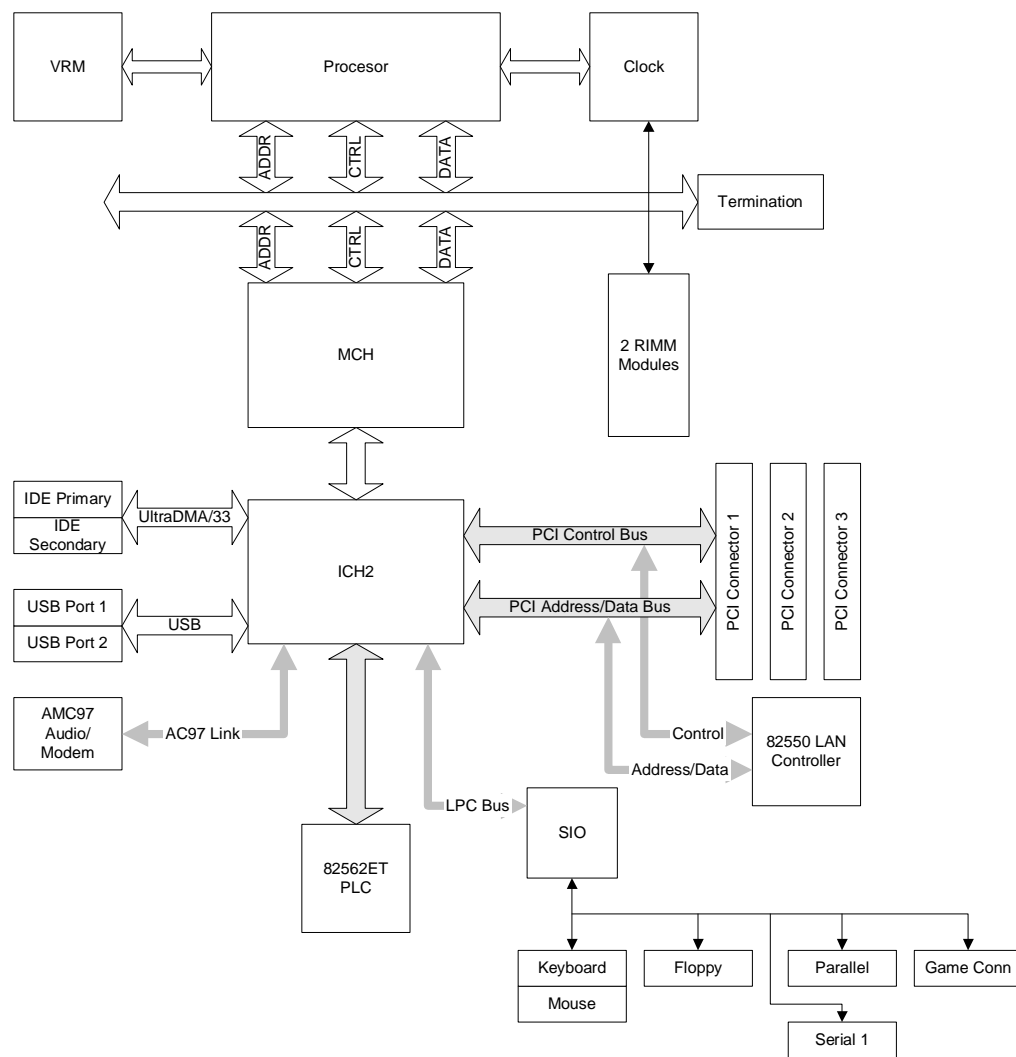 VRM
Procesor
Clock
ADDR
CTRL
DATA
Termination
ADDR
CTRL
DATA
MCH
2 RIMM
Modules
IDE Primary
IDE
Secondary
UltraDMA/33
ICH2
PCI Control Bus
PCI Address/Data Bus
PCI Connector 1
PCI Connector 2
PCI Connector 3
USB Port 1
USB Port 2
USB
AMC97
Audio/
Modem
AC97 Link
Control
Address/Data
82550 LAN
Controller
LPC Bus
SIO
82562ET
PLC
Keyboard
Mouse
Floppy
Parallel
Game Conn
Serial 1